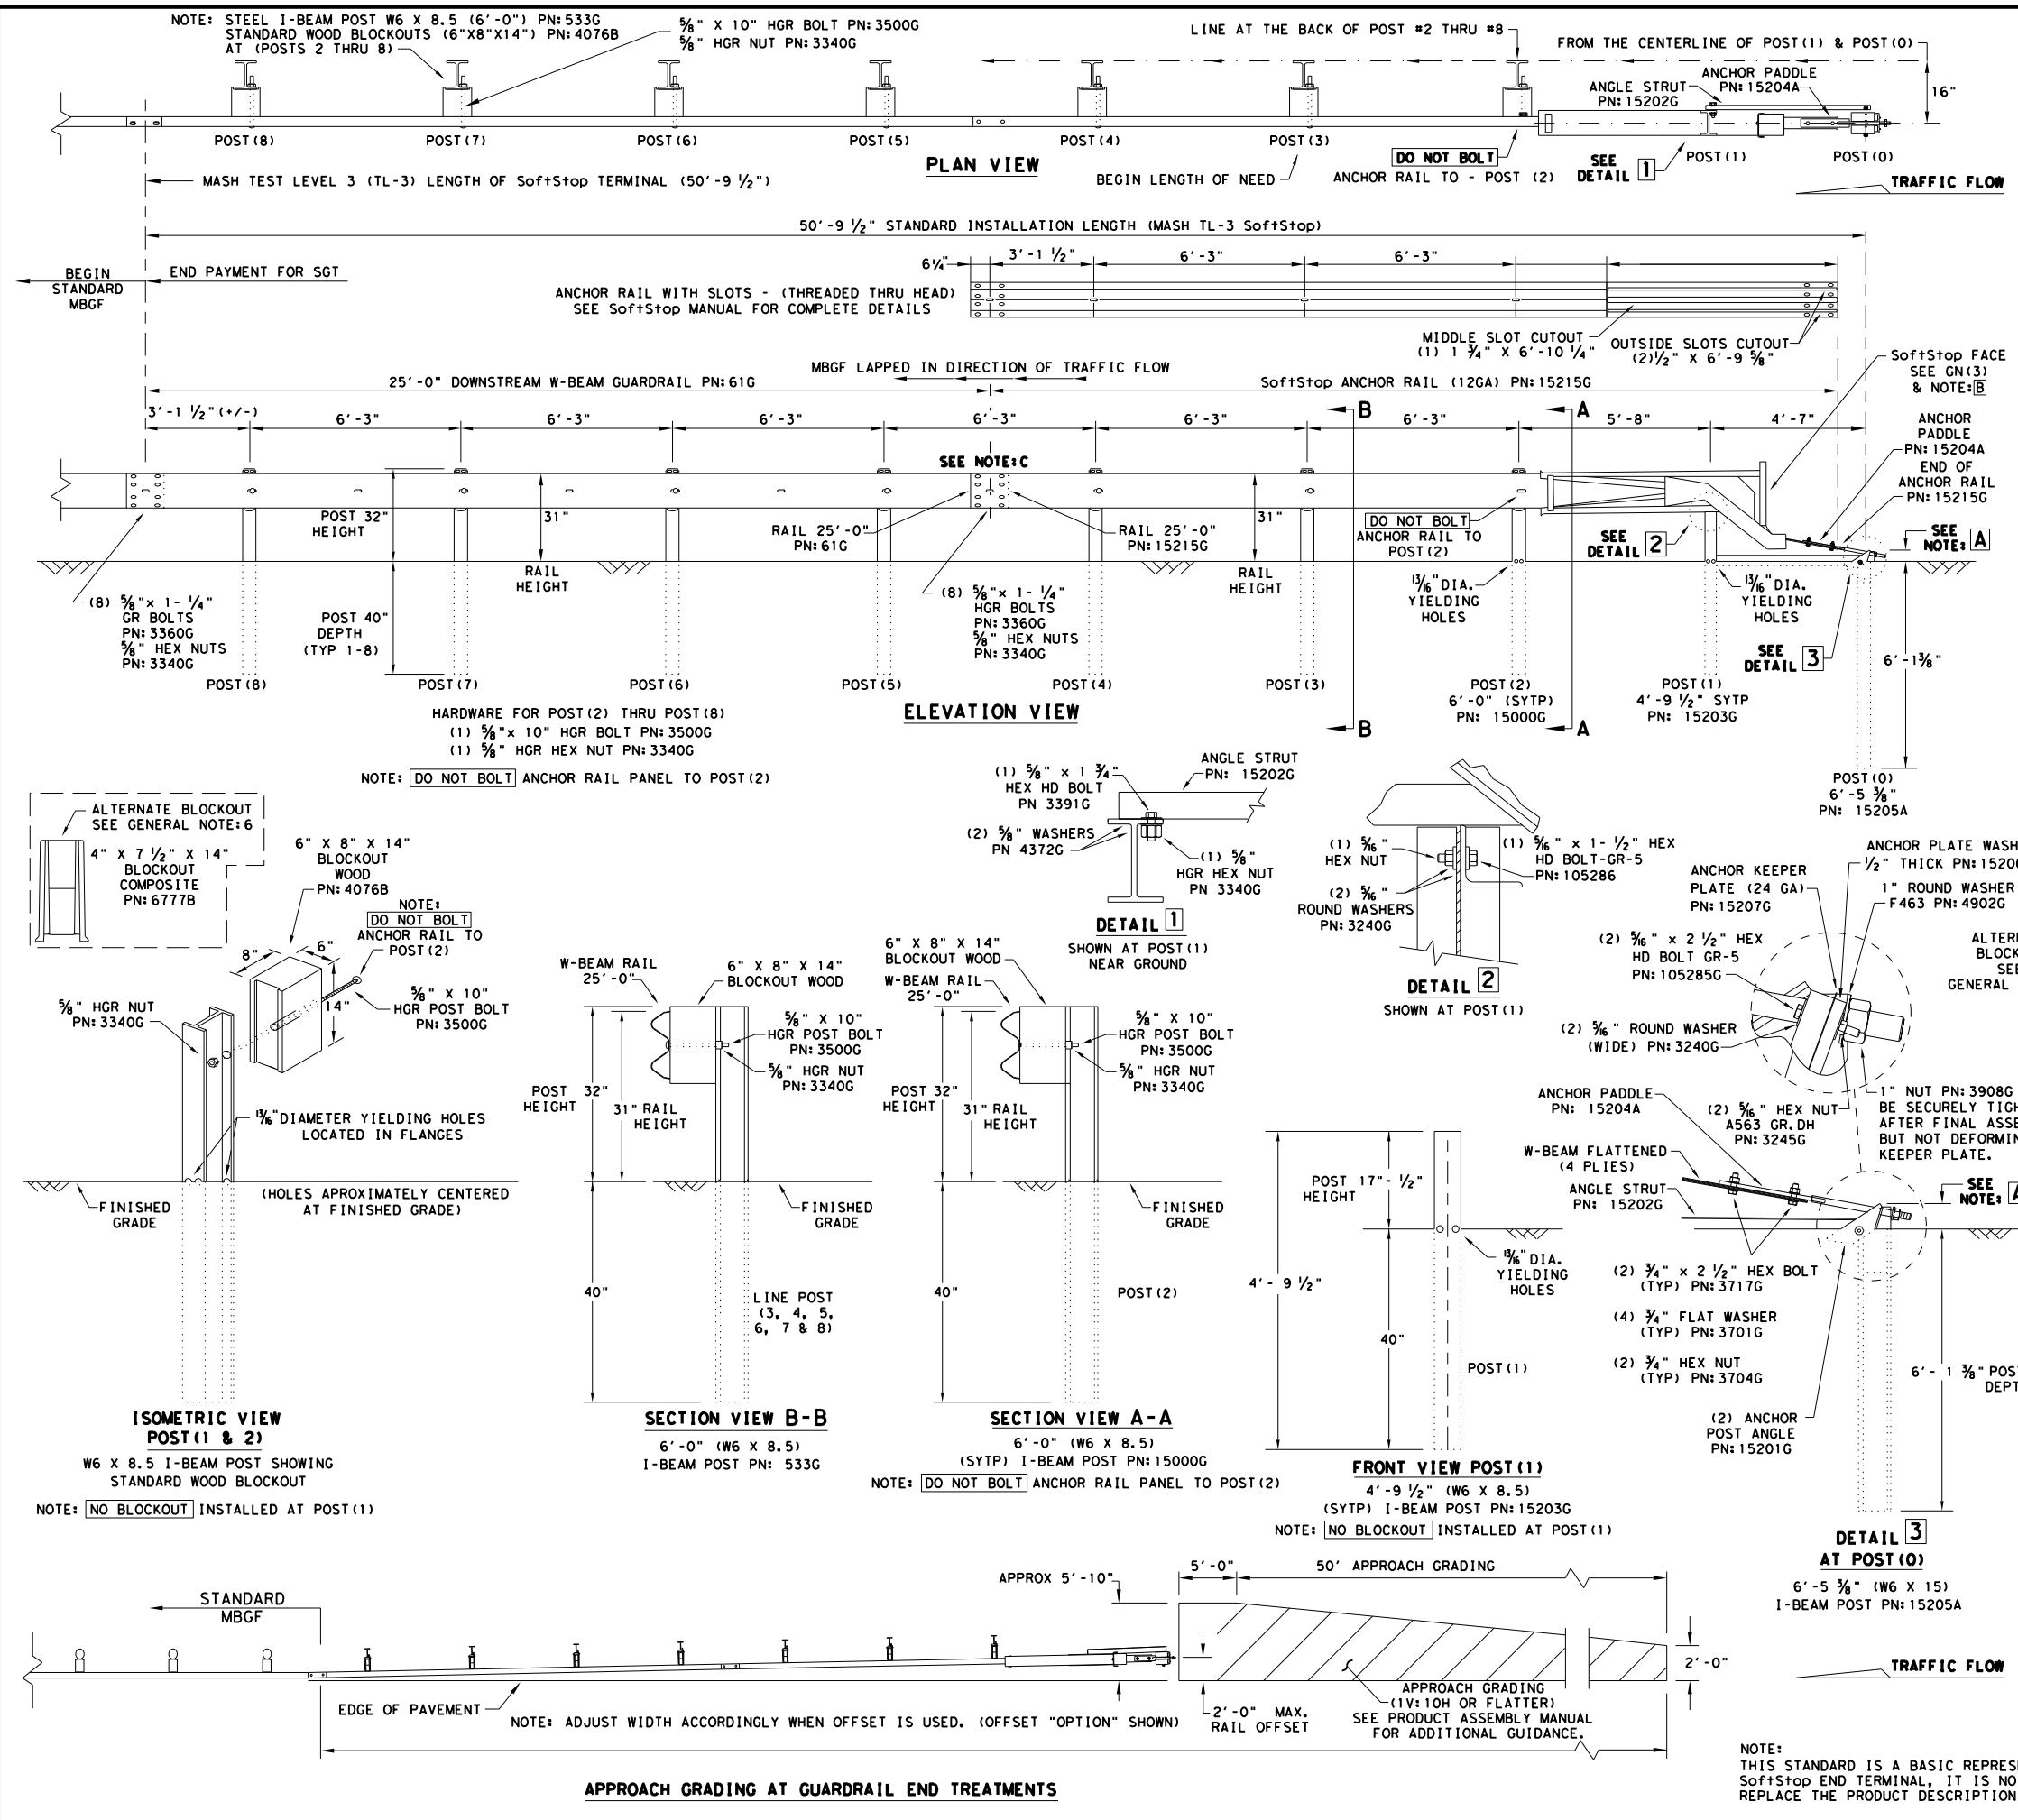 NOTE: STEEL I-BEAM POST W6 X 8.5 (6'-0") PN:533G
STANDARD WOOD BLOCKOUTS (6"X8"X14") PN:4076B
AT (POSTS 2 THRU 8)
5/8" X 10" HGR BOLT PN:3500G
5/8" HGR NUT PN:3340G
LINE AT THE BACK OF POST #2 THRU #8
FROM THE CENTERLINE OF POST(1) & POST(0)
ANCHOR PADDLE
PN:15204A
ANGLE STRUT
PN:15202G
16"
POST(8)
POST(7)
POST(6)
POST(5)
POST(4)
POST(3)
POST(1)
POST(0)
PLAN VIEW
BEGIN LENGTH OF NEED
DO NOT BOLT
ANCHOR RAIL TO - POST (2)
SEE
DETAIL 1
TRAFFIC FLOW
MASH TEST LEVEL 3 (TL-3) LENGTH OF SoftStop TERMINAL (50'-9 1/2")
50'-9 1/2" STANDARD INSTALLATION LENGTH (MASH TL-3 SoftStop)
BEGIN
STANDARD
MBGF
END PAYMENT FOR SGT
6 1/4"
3'-1 1/2"
6'-3"
6'-3"
ANCHOR RAIL WITH SLOTS - (THREADED THRU HEAD)
SEE SoftStop MANUAL FOR COMPLETE DETAILS
MIDDLE SLOT CUTOUT
(1) 1 3/4" X 6'-10 1/4"
OUTSIDE SLOTS CUTOUT
(2)1/2" X 6'-9 5/8"
MBGF LAPPED IN DIRECTION OF TRAFFIC FLOW
25'-0" DOWNSTREAM W-BEAM GUARDRAIL PN:61G
SoftStop ANCHOR RAIL (12GA) PN:15215G
SoftStop FACE
SEE GN(3)
& NOTE:B
3'-1 1/2"(+/-)
6'-3"
6'-3"
6'-3"
6'-3"
6'-3"
6'-3"
5'-8"
4'-7"
B
A
ANCHOR
PADDLE
PN:15204A
END OF
ANCHOR RAIL
PN:15215G
SEE NOTE:C
POST 32"
HEIGHT
31"
RAIL
HEIGHT
RAIL 25'-0"
PN:61G
RAIL 25'-0"
PN:15215G
31"
RAIL
HEIGHT
DO NOT BOLT
ANCHOR RAIL TO
POST(2)
SEE
DETAIL 2
SEE
NOTE: A
(8) 5/8"x 1- 1/4"
GR BOLTS
PN:3360G
5/8" HEX NUTS
PN:3340G
POST 40"
DEPTH
(TYP 1-8)
(8) 5/8"x 1- 1/4"
HGR BOLTS
PN:3360G
5/8" HEX NUTS
PN:3340G
13/16" DIA.
YIELDING
HOLES
13/16" DIA.
YIELDING
HOLES
SEE
DETAIL 3
6'-1 3/8"
POST(8)
POST(7)
POST(6)
POST(5)
POST(4)
POST(3)
POST(2)
6'-0" (SYTP)
PN: 15000G
POST(1)
4'-9 1/2" SYTP
PN: 15203G
B
A
POST(0)
6'-5 3/8"
PN: 15205A
HARDWARE FOR POST(2) THRU POST(8)
(1) 5/8"x 10" HGR BOLT PN:3500G
(1) 5/8" HGR HEX NUT PN:3340G
NOTE: DO NOT BOLT ANCHOR RAIL PANEL TO POST(2)
ELEVATION VIEW
ALTERNATE BLOCKOUT
SEE GENERAL NOTE:6
4" X 7 1/2" X 14"
BLOCKOUT
COMPOSITE
PN:6777B
6" X 8" X 14"
BLOCKOUT
WOOD
PN:4076B
NOTE:
DO NOT BOLT
ANCHOR RAIL TO
POST(2)
8"
6"
14"
5/8" X 10"
HGR POST BOLT
PN:3500G
5/8" HGR NUT
PN:3340G
13/16"DIAMETER YIELDING HOLES
LOCATED IN FLANGES
FINISHED
GRADE
(HOLES APROXIMATELY CENTERED
AT FINISHED GRADE)
ISOMETRIC VIEW
POST(1 & 2)
W6 X 8.5 I-BEAM POST SHOWING
STANDARD WOOD BLOCKOUT
NOTE: NO BLOCKOUT INSTALLED AT POST(1)
(1) 5/8" x 1 3/4"
HEX HD BOLT
PN 3391G
ANGLE STRUT
PN: 15202G
(2) 5/8" WASHERS
PN 4372G
(1) 5/8"
HGR HEX NUT
PN 3340G
DETAIL 1
SHOWN AT POST(1)
NEAR GROUND
(1) 5/16"
HEX NUT
(2) 5/16"
ROUND WASHERS
PN:3240G
(1) 5/16" x 1- 1/2" HEX
HD BOLT-GR-5
PN:105286
DETAIL 2
SHOWN AT POST(1)
W-BEAM RAIL
25'-0"
6" X 8" X 14"
BLOCKOUT WOOD
5/8" X 10"
HGR POST BOLT
PN:3500G
5/8" HGR NUT
PN:3340G
POST 32"
HEIGHT
31" RAIL
HEIGHT
FINISHED
GRADE
40"
LINE POST
(3, 4, 5,
6, 7 & 8)
SECTION VIEW B-B
6'-0" (W6 X 8.5)
I-BEAM POST PN: 533G
6" X 8" X 14"
BLOCKOUT WOOD
W-BEAM RAIL
25'-0"
5/8" X 10"
HGR POST BOLT
PN:3500G
5/8" HGR NUT
PN:3340G
POST 32"
HEIGHT
31" RAIL
HEIGHT
FINISHED
GRADE
40"
POST(2)
SECTION VIEW A-A
6'-0" (W6 X 8.5)
(SYTP) I-BEAM POST PN:15000G
NOTE: DO NOT BOLT ANCHOR RAIL PANEL TO POST(2)
POST 17"- 1/2"
HEIGHT
13/16" DIA.
YIELDING
HOLES
4'- 9 1/2"
40"
POST(1)
FRONT VIEW POST(1)
4'-9 1/2" (W6 X 8.5)
(SYTP) I-BEAM POST PN:15203G
NOTE: NO BLOCKOUT INSTALLED AT POST(1)
ANCHOR PLATE
1/2" THICK
ANCHOR KEEPER
PLATE (24 GA)
PN:15207G
1" ROUND WASHER
F463 PN:4902G
(2) 5/16" x 2 1/2" HEX
HD BOLT GR-5
PN:105285G
SEE
GENERAL
(2) 5/16" ROUND WASHER
(WIDE) PN:3240G
ANCHOR PADDLE
PN: 15204A
(2) 5/16" HEX NUT
A563 GR.DH
PN:3245G
1" NUT PN:3908G
BE SECURELY
AFTER FINAL
BUT NOT
KEEPER PLATE.
W-BEAM FLATTENED
(4 PLIES)
ANGLE STRUT
PN: 15202G
SEE
NOTE:
(2) 3/4" x 2 1/2" HEX BOLT
(TYP) PN:3717G
(4) 3/4" FLAT WASHER
(TYP) PN:3701G
(2) 3/4" HEX NUT
(TYP) PN:3704G
6'- 1 3/8"
(2) ANCHOR
POST ANGLE
PN:15201G
DETAIL 3
AT POST(0)
6'-5 3/8" (W6 X 15)
I-BEAM POST PN:15205A
STANDARD
MBGF
APPROX 5'-10"
5'-0"
50' APPROACH GRADING
2'-0"
TRAFFIC FLOW
EDGE OF PAVEMENT
NOTE: ADJUST WIDTH ACCORDINGLY WHEN OFFSET IS USED. (OFFSET "OPTION" SHOWN)
2'-0" MAX.
RAIL OFFSET
APPROACH GRADING
(1V:10H OR FLATTER)
SEE PRODUCT ASSEMBLY MANUAL
FOR ADDITIONAL GUIDANCE.
APPROACH GRADING AT GUARDRAIL END TREATMENTS
NOTE:
THIS STANDARD IS A BASIC
SoftStop END TERMINAL, IT IS
REPLACE THE PRODUCT DESCRIPTION